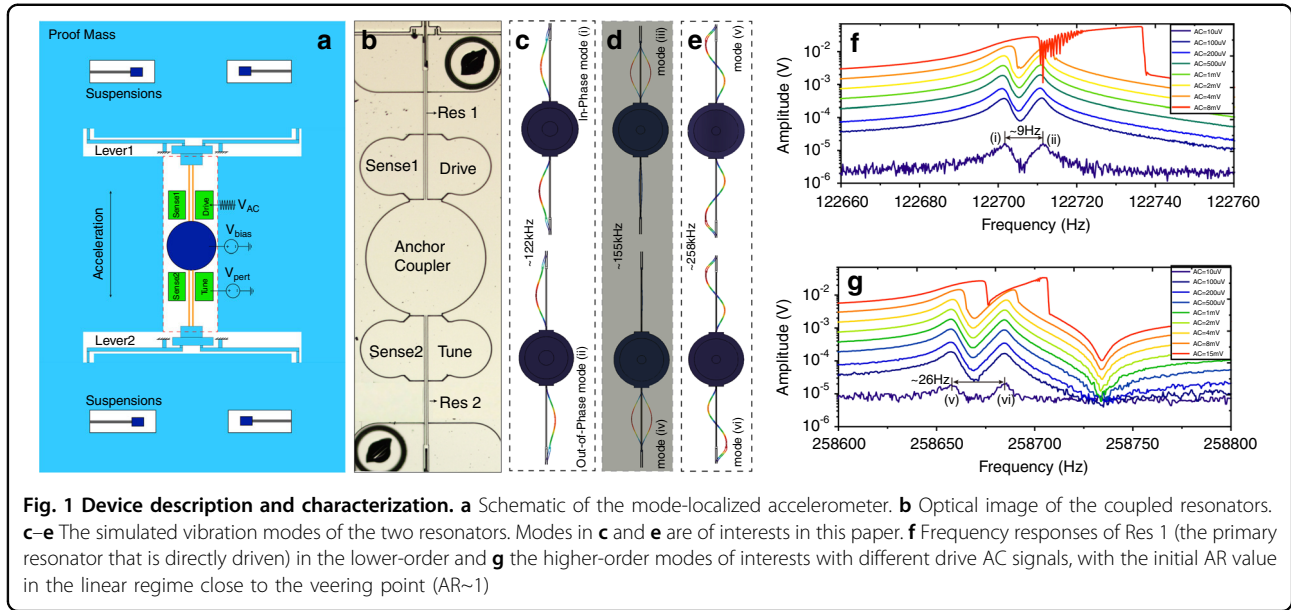 Proof Mass
a
Suspensions
Lever1
Sense1
Drive
V_AC
V_bias
Acceleration
Sense2
Tune
V_pert
Lever2
Suspensions
b
Res 1
Sense1
Drive
Anchor
Coupler
Sense2
Tune
Res 2
c
In-Phase mode (i)
~122kHz
Out-of-Phase mode (ii)
d
mode (iii)
~155kHz
mode (iv)
e
mode (v)
~258kHz
mode (vi)
f
Amplitude (V)
10⁻²
10⁻³
10⁻⁴
10⁻⁵
10⁻⁶
AC=10uV
AC=100uV
AC=200uV
AC=500uV
AC=1mV
AC=2mV
AC=4mV
AC=8mV
~9Hz
(i)
(ii)
122660 122680 122700 122720 122740 122760
Frequency (Hz)
g
Amplitude (V)
10⁻¹
10⁻²
10⁻³
10⁻⁴
10⁻⁵
10⁻⁶
AC=10uV
AC=100uV
AC=200uV
AC=500uV
AC=1mV
AC=2mV
AC=4mV
AC=8mV
AC=15mV
~26Hz
(v)
(vi)
258600 258650 258700 258750 258800
Frequency (Hz)
Fig. 1 Device description and characterization. a Schematic of the mode-localized accelerometer. b Optical image of the coupled resonators.
c–e The simulated vibration modes of the two resonators. Modes in c and e are of interests in this paper. f Frequency responses of Res 1 (the primary
resonator that is directly driven) in the lower-order and g the higher-order modes of interests with different drive AC signals, with the initial AR value
in the linear regime close to the veering point (AR~1)